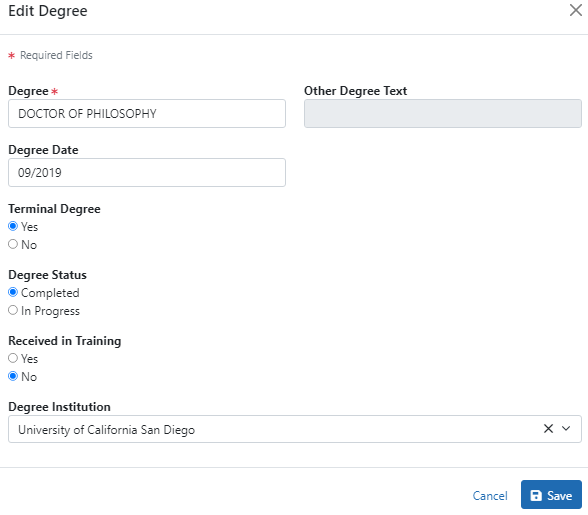 Edit Degree
* Required Fields
Degree *
Other Degree Text
DOCTOR OF PHILOSOPHY
Degree Date
09/2019
Terminal Degree
Yes
No
Degree Status
Completed
In Progress
Received in Training
Yes
No
Degree Institution
University of California San Diego
Cancel
Save